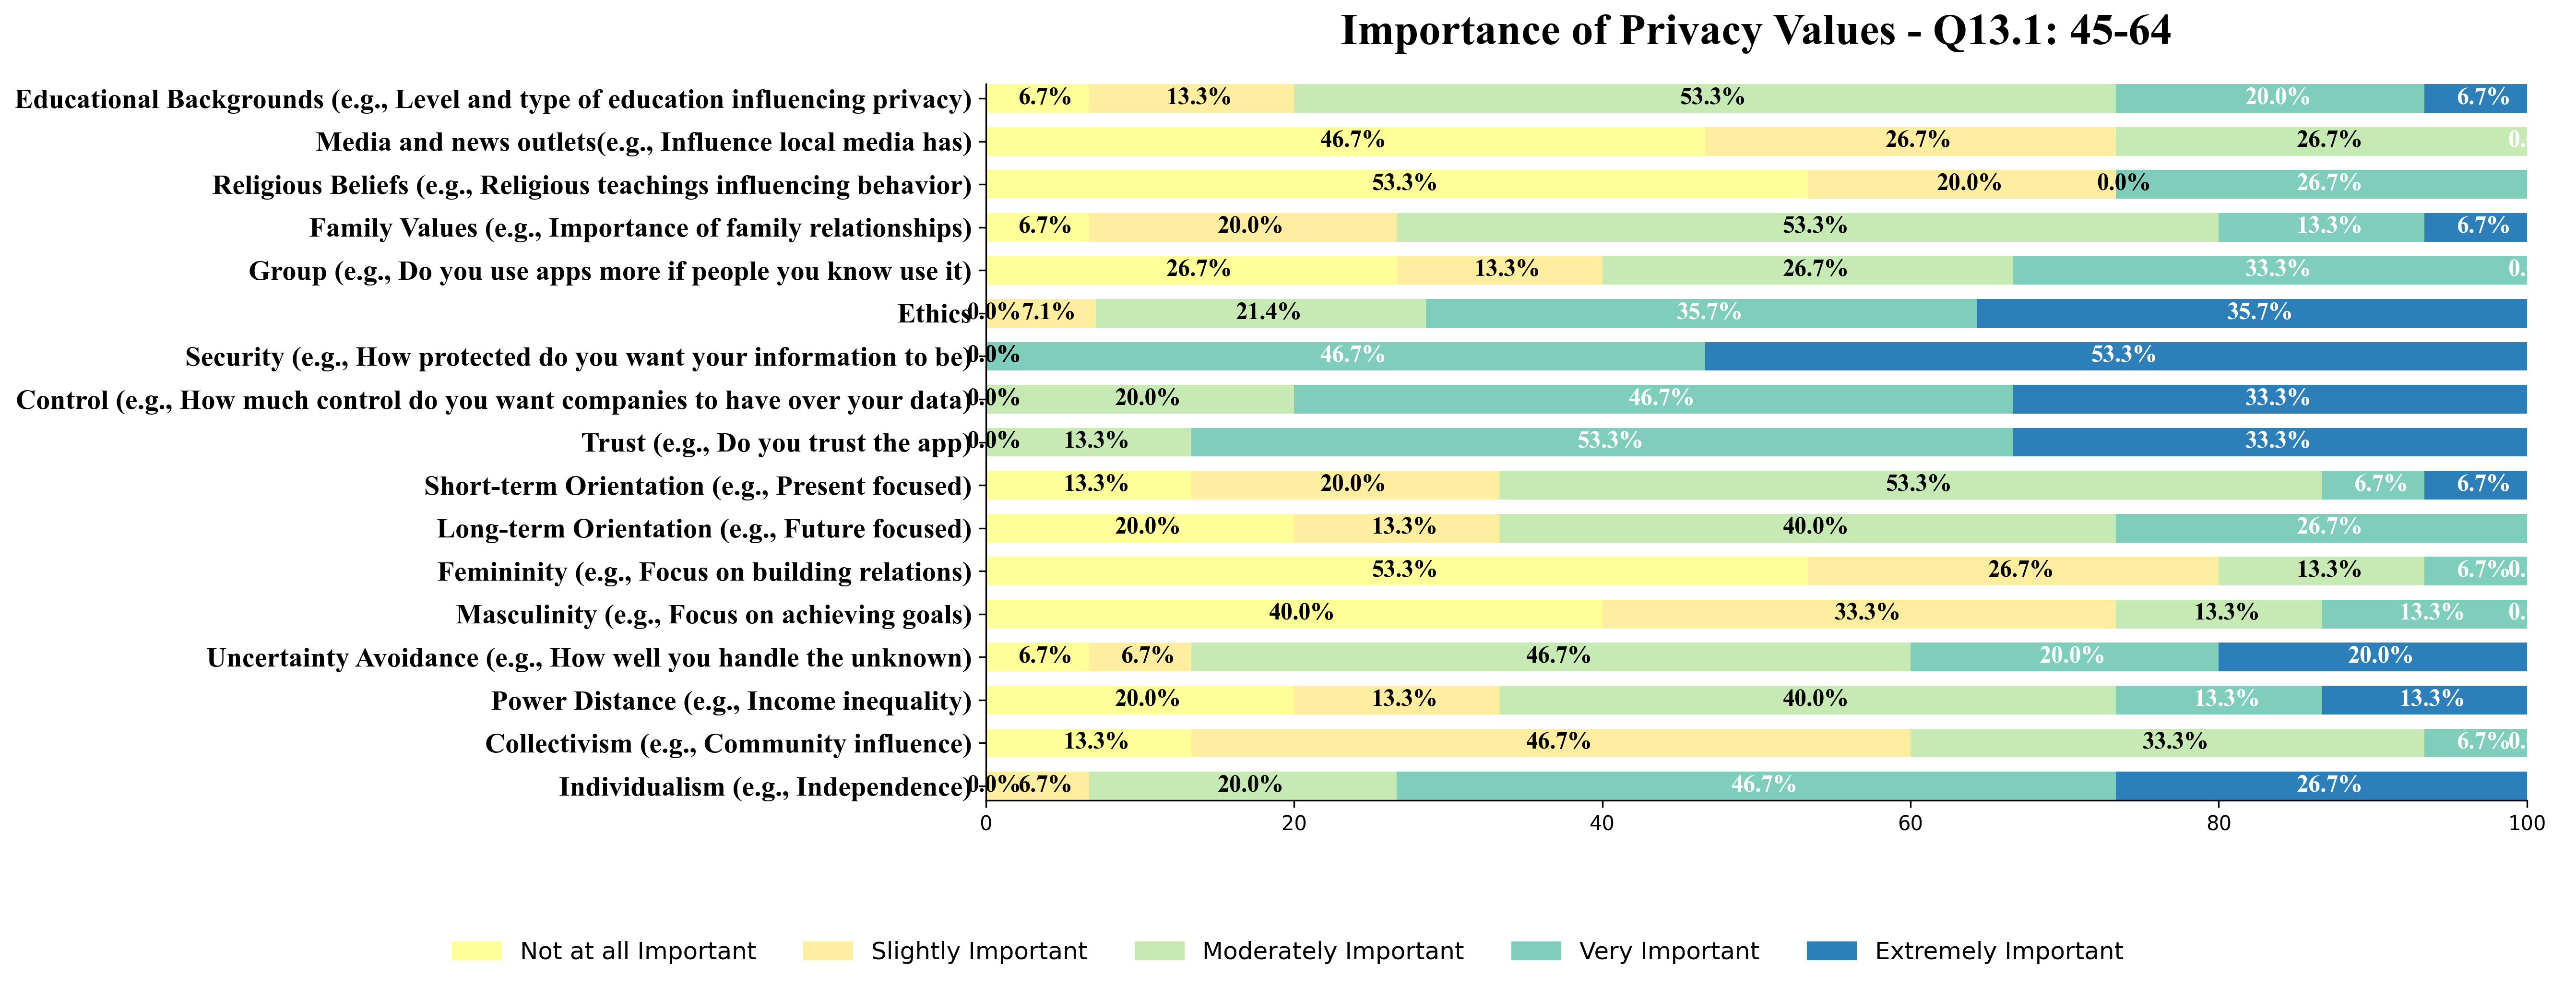 Importance of Privacy Values - Q13.1: 45-64
Educational Backgrounds (e.g., Level and type of education influencing privacy) 6.7% 13.3% 53.3% 20.0% 6.7%
Media and news outlets(e.g., Influence local media has) 46.7% 26.7% 26.7% 0.
Religious Beliefs (e.g., Religious teachings influencing behavior) 53.3% 20.0% 0.0% 26.7%
Family Values (e.g., Importance of family relationships) 6.7% 20.0% 53.3% 13.3% 6.7%
Group (e.g., Do you use apps more if people you know use it) 26.7% 13.3% 26.7% 33.3% 0.
Ethics 0.0% 7.1% 21.4% 35.7% 35.7%
Security (e.g., How protected do you want your information to be) 0.0% 46.7% 53.3%
Control (e.g., How much control do you want companies to have over your data) 0.0% 20.0% 46.7% 33.3%
Trust (e.g., Do you trust the app) 0.0% 13.3% 53.3% 33.3%
Short-term Orientation (e.g., Present focused) 13.3% 20.0% 53.3% 6.7% 6.7%
Long-term Orientation (e.g., Future focused) 20.0% 13.3% 40.0% 26.7%
Femininity (e.g., Focus on building relations) 53.3% 26.7% 13.3% 6.7% 0.
Masculinity (e.g., Focus on achieving goals) 40.0% 33.3% 13.3% 13.3% 0.
Uncertainty Avoidance (e.g., How well you handle the unknown) 6.7% 6.7% 46.7% 20.0% 20.0%
Power Distance (e.g., Income inequality) 20.0% 13.3% 40.0% 13.3% 13.3%
Collectivism (e.g., Community influence) 13.3% 46.7% 33.3% 6.7% 0.
Individualism (e.g., Independence) 0.0% 6.7% 20.0% 46.7% 26.7%
0 20 40 60 80 100
Not at all Important Slightly Important Moderately Important Very Important Extremely Important